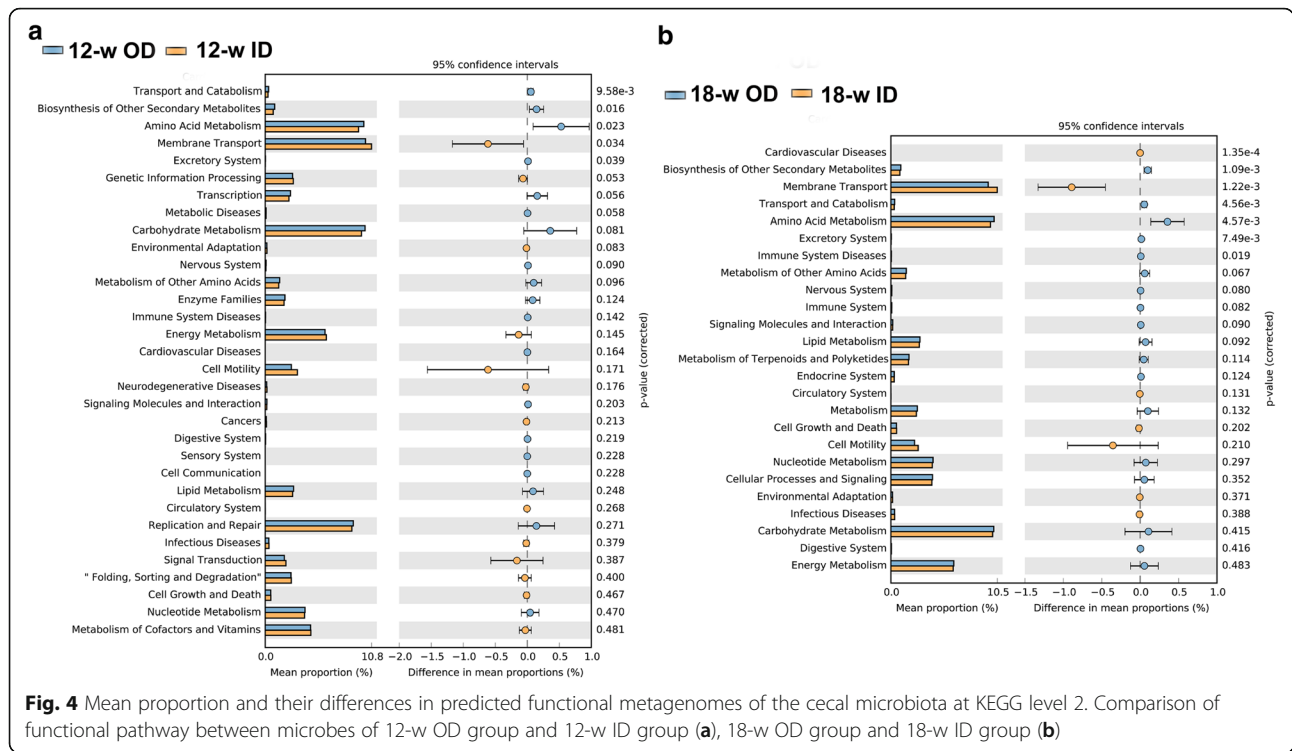 a
12-w OD 12-w ID
95% confidence intervals
Transport and Catabolism 9.58e-3
Biosynthesis of Other Secondary Metabolites 0.016
Amino Acid Metabolism 0.023
Membrane Transport 0.034
Excretory System 0.039
Genetic Information Processing 0.053
Transcription 0.056
Metabolic Diseases 0.058
Carbohydrate Metabolism 0.081
Environmental Adaptation 0.083
Nervous System 0.090
Metabolism of Other Amino Acids 0.096
Enzyme Families 0.124
Immune System Diseases 0.142
Energy Metabolism 0.145
Cardiovascular Diseases 0.164
Cell Motility 0.171
Neurodegenerative Diseases 0.176
Signaling Molecules and Interaction 0.203
Cancers 0.213
Digestive System 0.219
Sensory System 0.228
Cell Communication 0.228
Lipid Metabolism 0.248
Circulatory System 0.268
Replication and Repair 0.271
Infectious Diseases 0.379
Signal Transduction 0.387
" Folding, Sorting and Degradation" 0.400
Cell Growth and Death 0.467
Nucleotide Metabolism 0.470
Metabolism of Cofactors and Vitamins 0.481
p-value (corrected)
0.0 10.8 −2.0 −1.5 −1.0 −0.5 0.0 0.5 1.0
Mean proportion (%) Difference in mean proportions (%)
b
18-w OD 18-w ID
95% confidence intervals
Cardiovascular Diseases 1.35e-4
Biosynthesis of Other Secondary Metabolites 1.09e-3
Membrane Transport 1.22e-3
Transport and Catabolism 4.56e-3
Amino Acid Metabolism 4.57e-3
Excretory System 7.49e-3
Immune System Diseases 0.019
Metabolism of Other Amino Acids 0.067
Nervous System 0.080
Immune System 0.082
Signaling Molecules and Interaction 0.090
Lipid Metabolism 0.092
Metabolism of Terpenoids and Polyketides 0.114
Endocrine System 0.124
Circulatory System 0.131
Metabolism 0.132
Cell Growth and Death 0.202
Cell Motility 0.210
Nucleotide Metabolism 0.297
Cellular Processes and Signaling 0.352
Environmental Adaptation 0.371
Infectious Diseases 0.388
Carbohydrate Metabolism 0.415
Digestive System 0.416
Energy Metabolism 0.483
p-value (corrected)
0.0 10.5 −1.5 −1.0 −0.5 0.0 0.5 1.0
Mean proportion (%) Difference in mean proportions (%)
Fig. 4 Mean proportion and their differences in predicted functional metagenomes of the cecal microbiota at KEGG level 2. Comparison of
functional pathway between microbes of 12-w OD group and 12-w ID group (a), 18-w OD group and 18-w ID group (b)